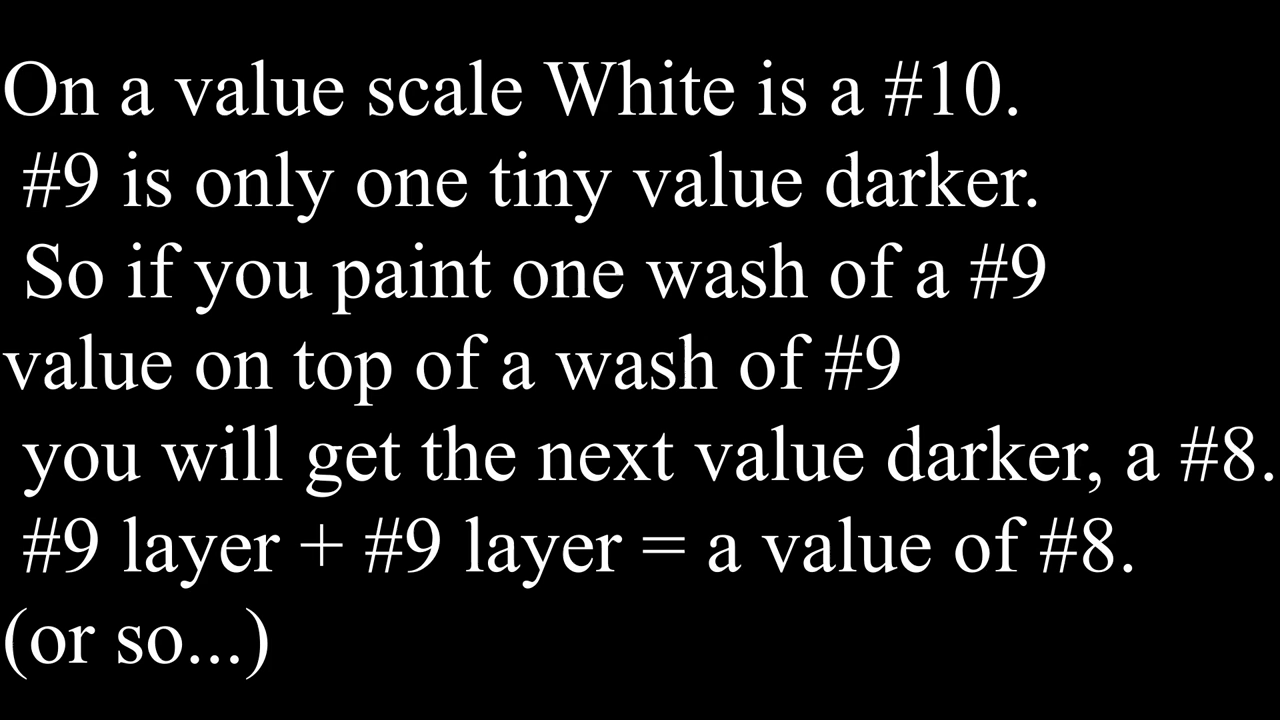 On a value scale White is a #10.
#9 is only one tiny value darker.
So if you paint one wash of a #9
value on top of a wash of #9
you will get the next value darker, a #8.
#9 layer + #9 layer = a value of #8.
(or so...)